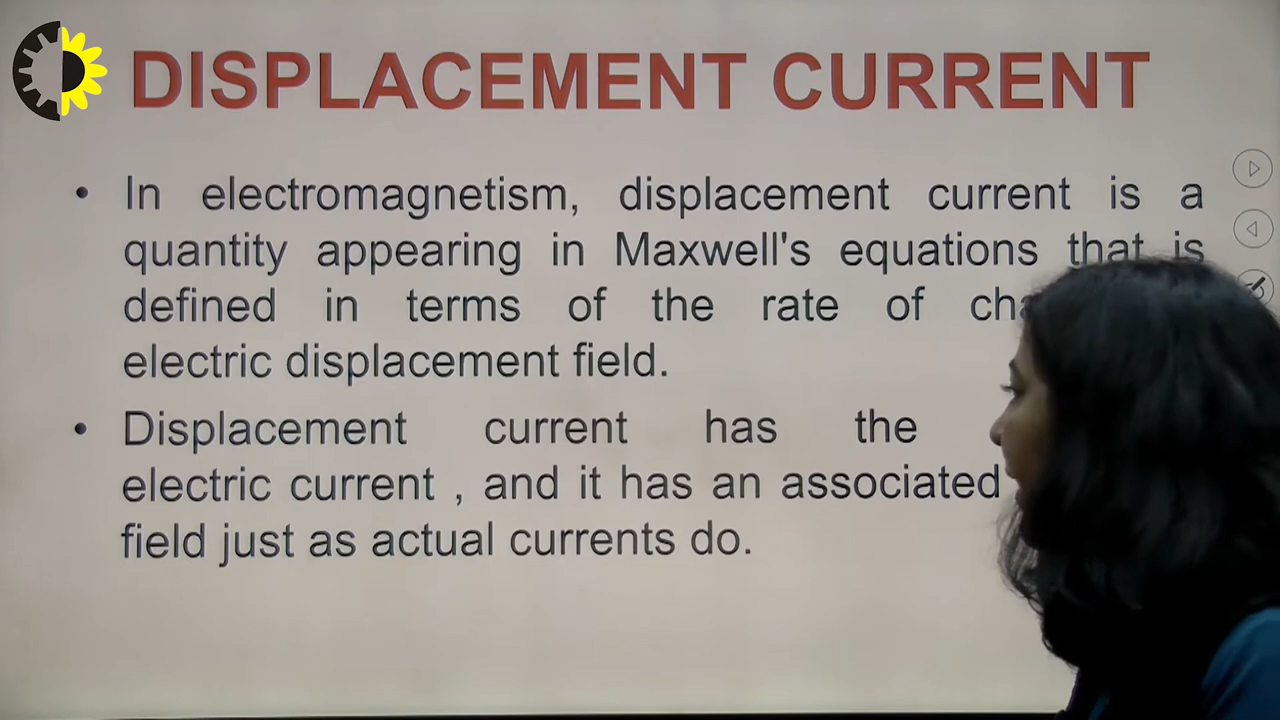 DISPLACEMENT CURRENT
• In electromagnetism, displacement current is a
quantity appearing in Maxwell's equations that is
defined in terms of the rate of
electric displacement field.
• Displacement current has the
electric current , and it has an associated
field just as actual currents do.